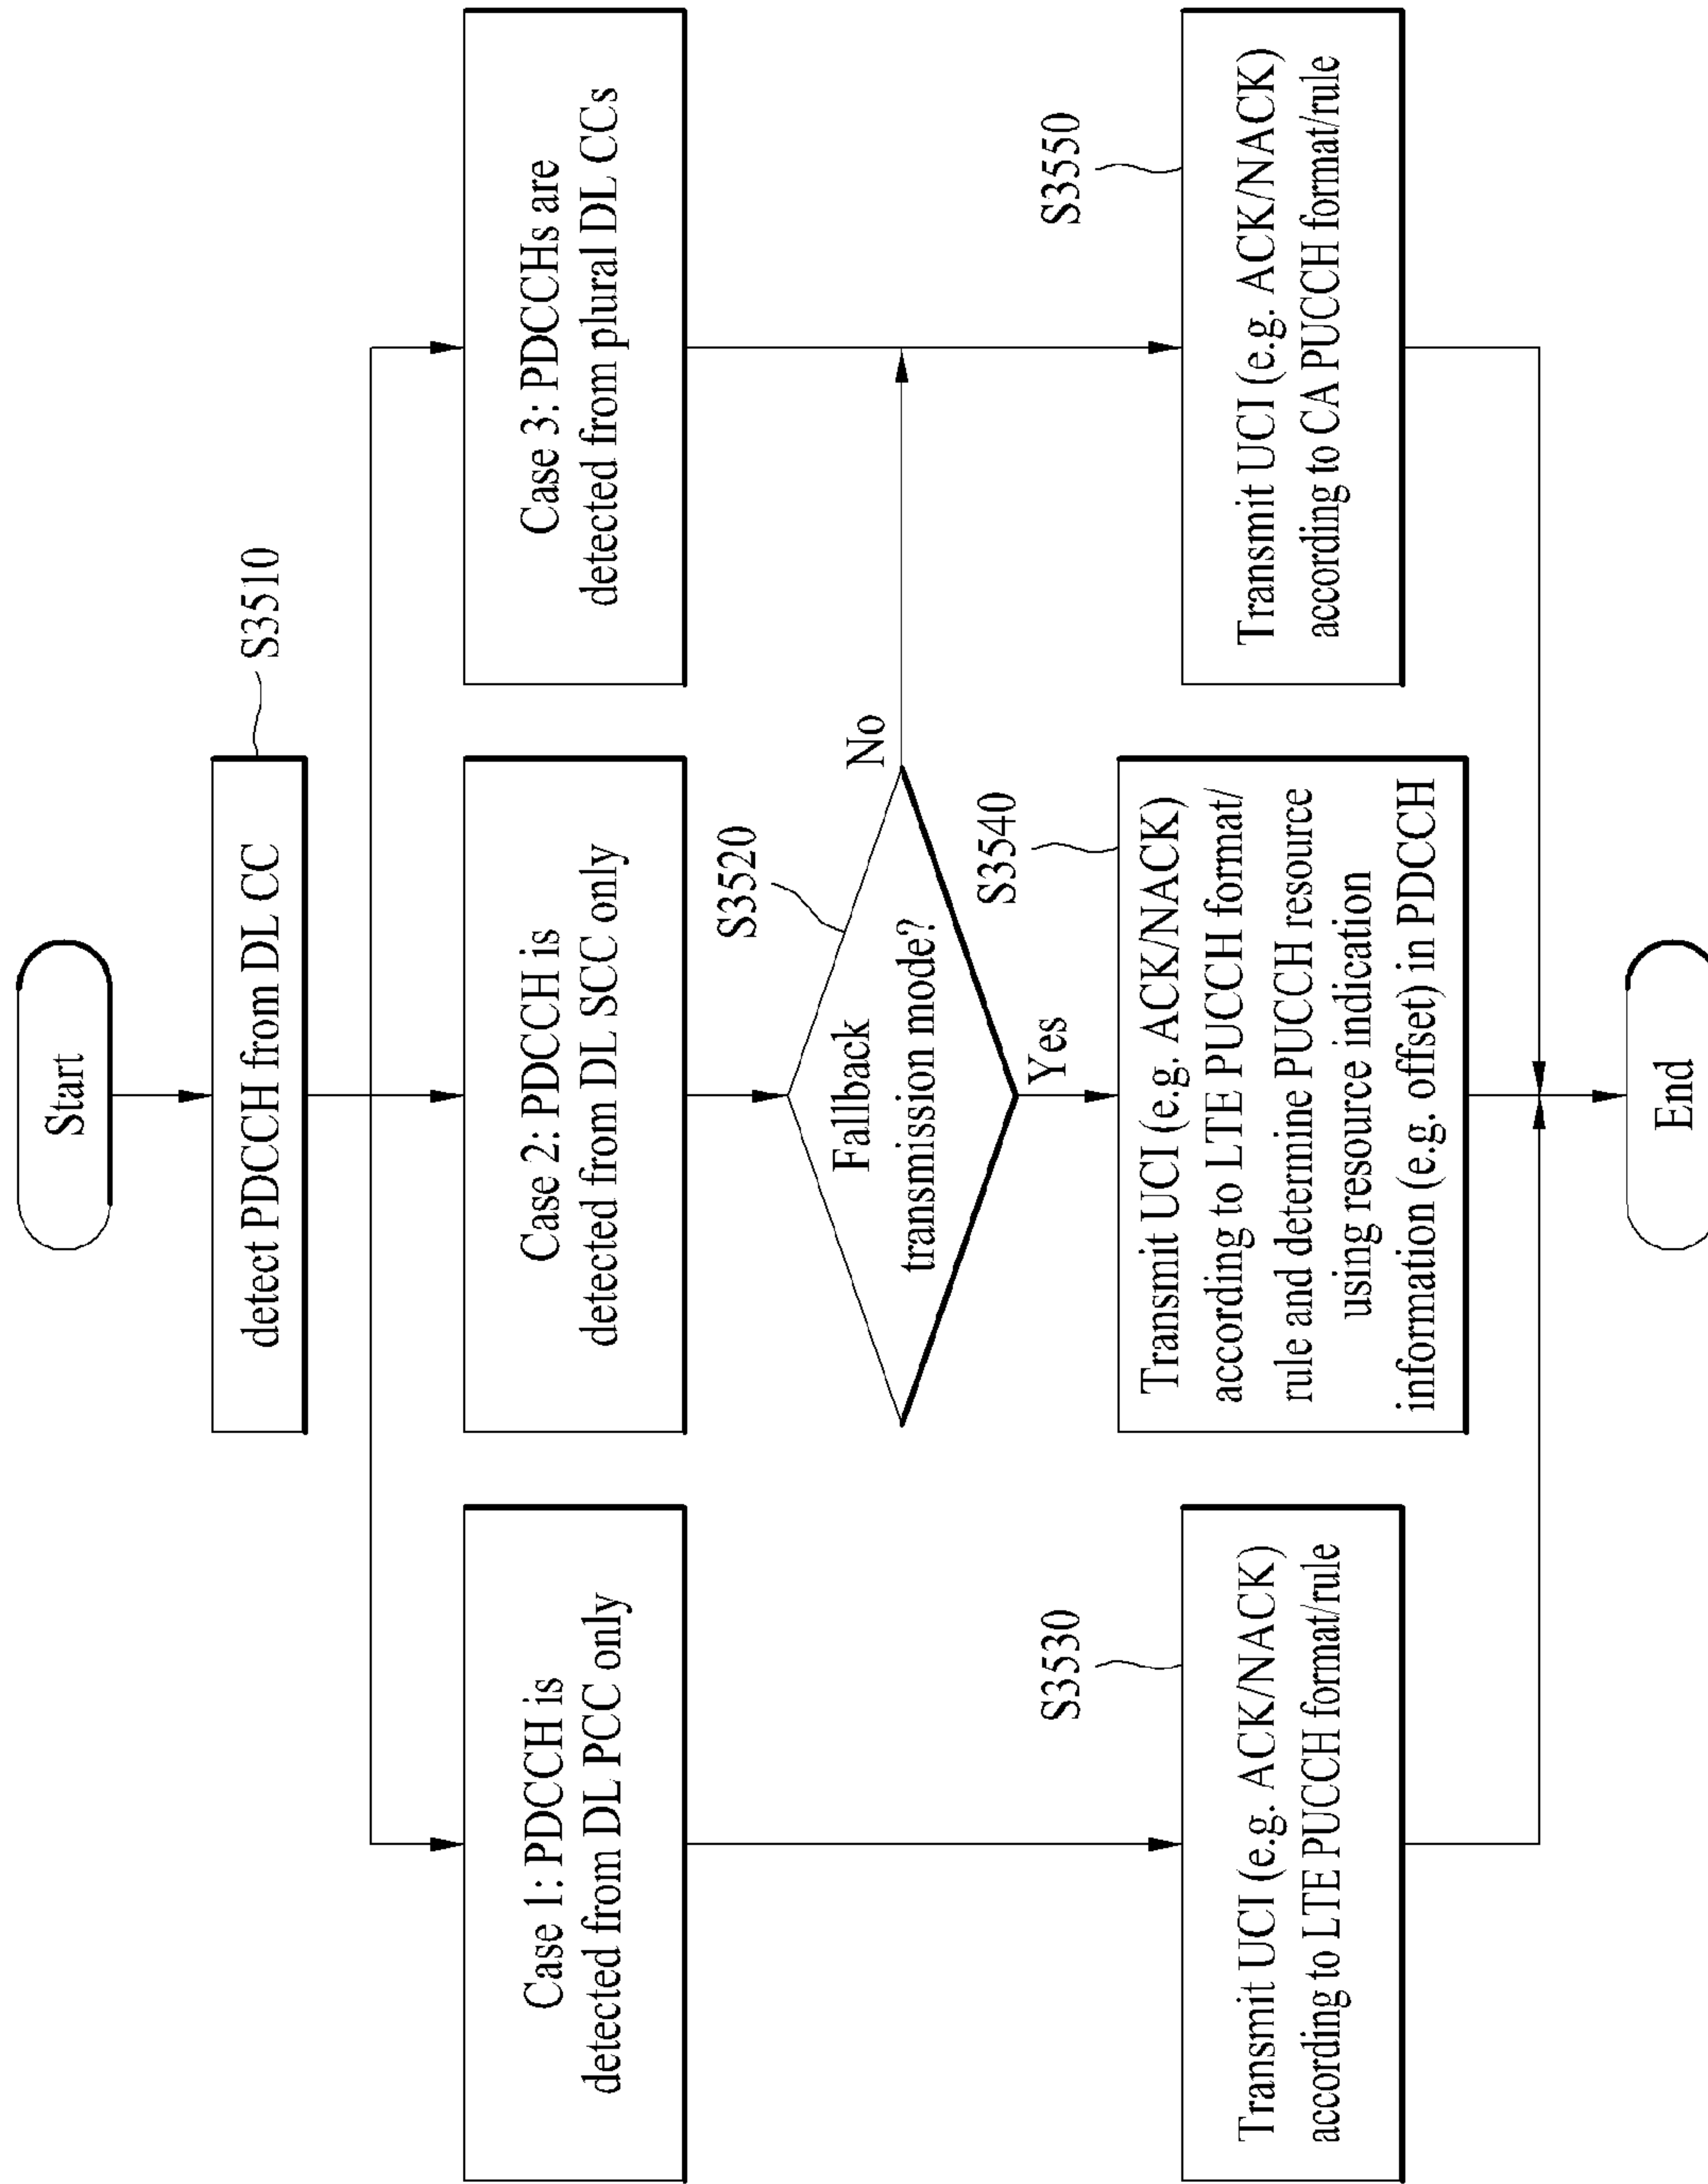 Start
detect PDCCH from DL CC
S3510
Case 1: PDCCH is
detected from DL PCC only
Case 2: PDCCH is
detected from DL SCC only
Case 3: PDCCHs are
detected from plural DL CCs
S3520
Fallback
transmission mode?
No
Yes
S3530
Transmit UCI (e.g. ACK/NACK)
according to LTE PUCCH format/rule
S3540
Transmit UCI (e.g. ACK/NACK)
according to LTE PUCCH format/
rule and determine PUCCH resource
using resource indication
information (e.g. offset) in PDCCH
S3550
Transmit UCI (e.g. ACK/NACK)
according to CA PUCCH format/rule
End